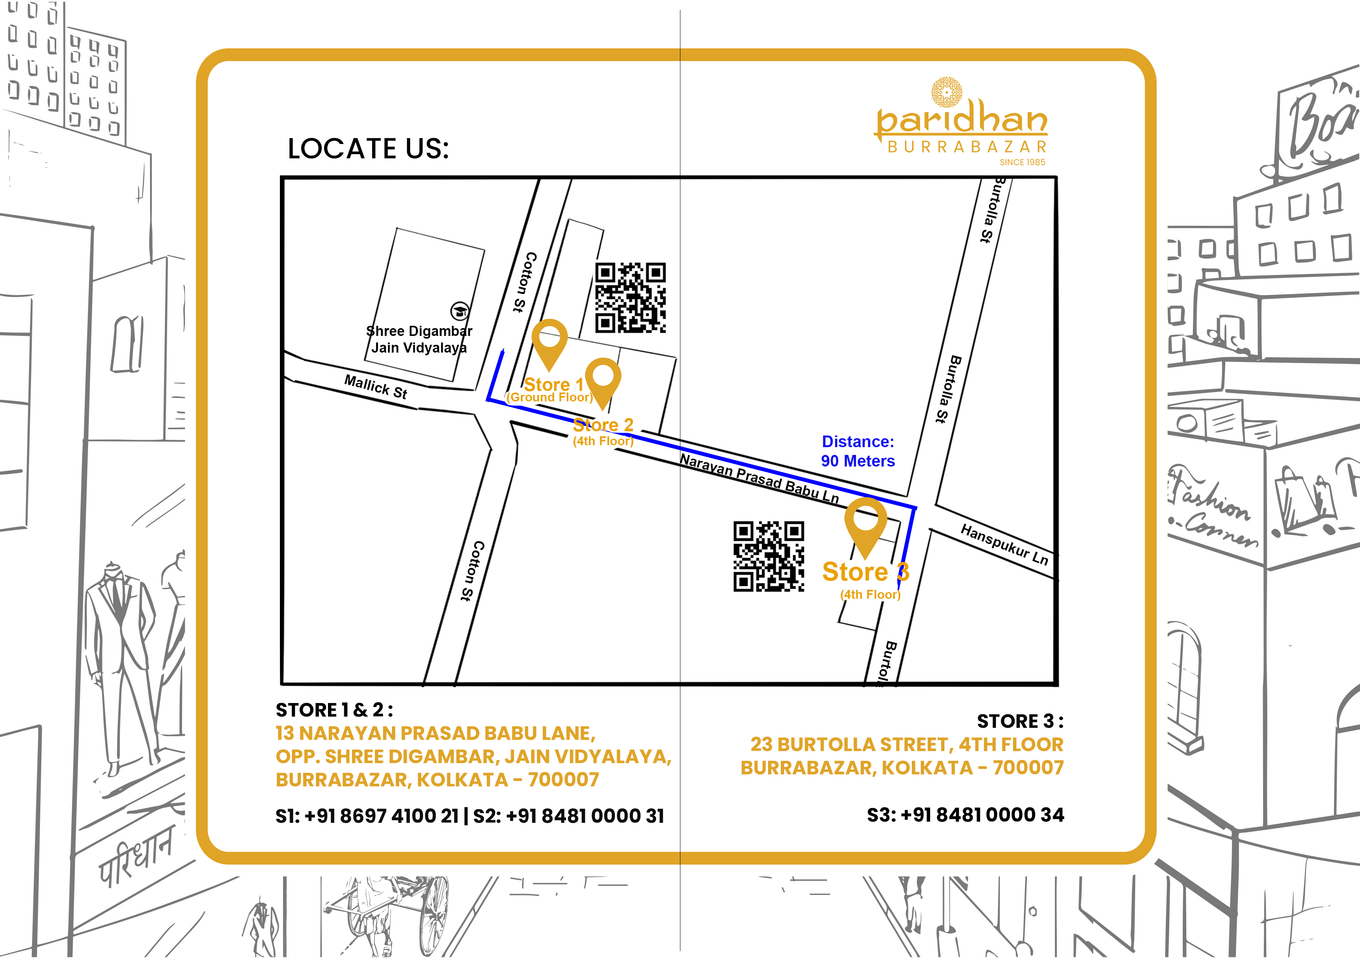 LOCATE US:
paridhan
BURRABAZAR
SINCE 1985
Burtolla St
Cotton St
Shree Digambar
Jain Vidyalaya
Mallick St
Store 1
(Ground Floor)
Store 2
(4th Floor)
Burtolla St
Distance:
90 Meters
Narayan Prasad Babu Ln
Hanspukur Ln
Store 3
(4th Floor)
Cotton St
Burtoll
STORE 1 & 2 :
13 NARAYAN PRASAD BABU LANE,
OPP. SHREE DIGAMBAR, JAIN VIDYALAYA,
BURRABAZAR, KOLKATA - 700007
S1: +91 8697 4100 21 | S2: +91 8481 0000 31
STORE 3 :
23 BURTOLLA STREET, 4TH FLOOR
BURRABAZAR, KOLKATA - 700007
S3: +91 8481 0000 34
Fashion
Corner
परिधान